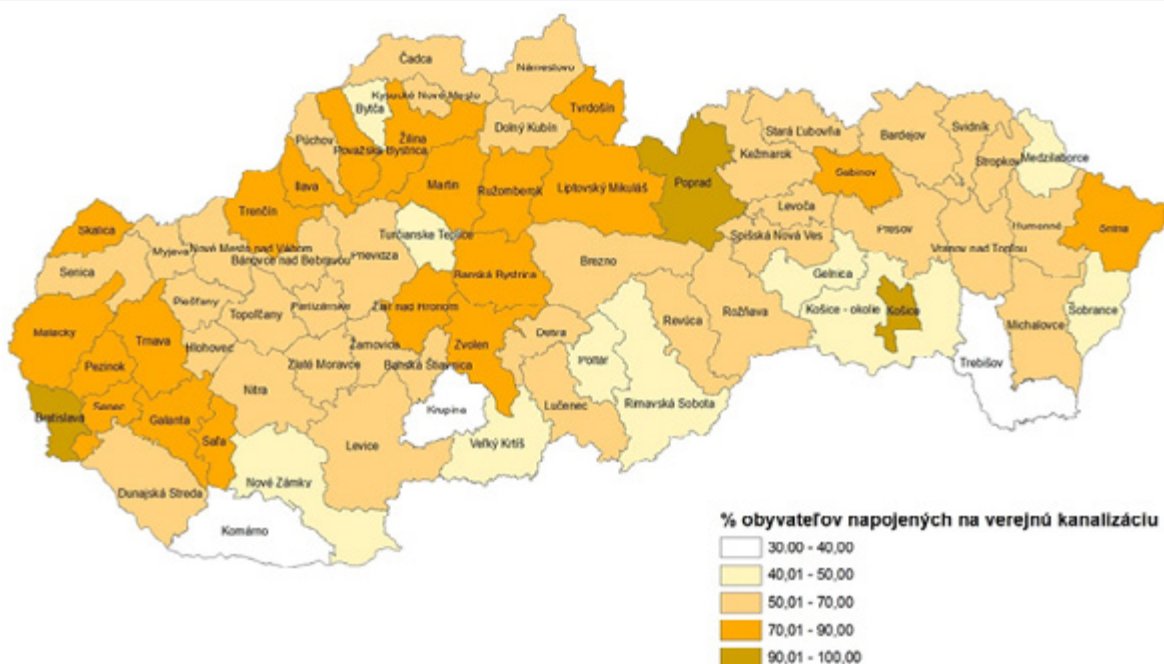 Čadca
Námestovo
Kysucké Nové Mesto
Bytča
Tvrdošín
Púchov
Žilina
Dolný Kubín
Považská Bystrica
Stará Ľubovňa
Bardejov
Svidník
Kežmarok
Stropkov
Medzilaborce
Ilava
Martin
Ružomberok
Liptovský Mikuláš
Poprad
Sabinov
Trenčín
Levoča
Skalica
Turčianske Teplice
Prešov
Humenné
Snina
Myjava
Nové Mesto nad Váhom
Spišská Nová Ves
Vranov nad Topľou
Bánovce nad Bebravou
Prievidza
Senica
Banská Bystrica
Brezno
Gelnica
Piešťany
Partizánske
Topoľčany
Žiar nad Hronom
Košice - okolie
Košice
Sobrance
Malacky
Trnava
Detva
Revúca
Rožňava
Michalovce
Hlohovec
Žarnovica
Zvolen
Poltár
Trebišov
Pezinok
Zlaté Moravce
Banská Štiavnica
Nitra
Rimavská Sobota
Bratislava
Senec
Galanta
Krupina
Lučenec
Šaľa
Levice
Veľký Krtíš
Dunajská Streda
Nové Zámky
Komárno
% obyvateľov napojených na verejnú kanalizáciu
30.00 - 40,00
40,01 - 50,00
50,01 - 70,00
70,01 - 90,00
90,01 - 100,00